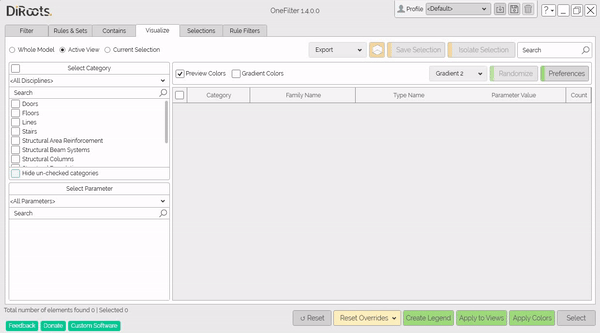 DiRoots.
OneFilter 1.4.0.0
Profile <Default>
Filter Rules & Sets Contains Visualize Selections Rule Filters
Whole Model Active View Current Selection
Export Save Selection Isolate Selection Search
Select Category
<All Disciplines>
Search
Doors
Floors
Lines
Stairs
Structural Area Reinforcement
Structural Beam Systems
Structural Columns
Hide un-checked categories
Select Parameter
<All Parameters>
Search
Preview Colors Gradient Colors Gradient 2 Randomize Preferences
Category Family Name Type Name Parameter Value Count
Total number of elements found 0 | Selected 0
Feedback Donate Custom Software
Reset Reset Overrides Create Legend Apply to Views Apply Colors Select